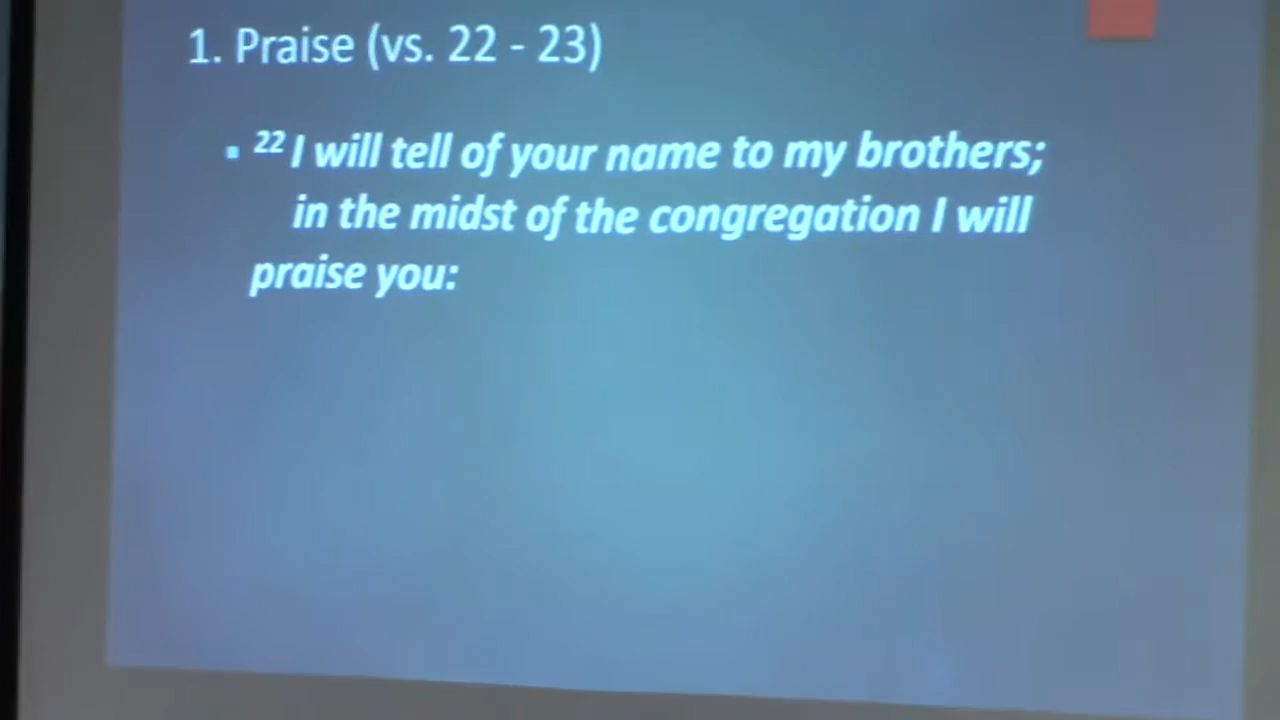 1. Praise (vs. 22 - 23)
▪ 22 I will tell of your name to my brothers;
in the midst of the congregation I will
praise you: